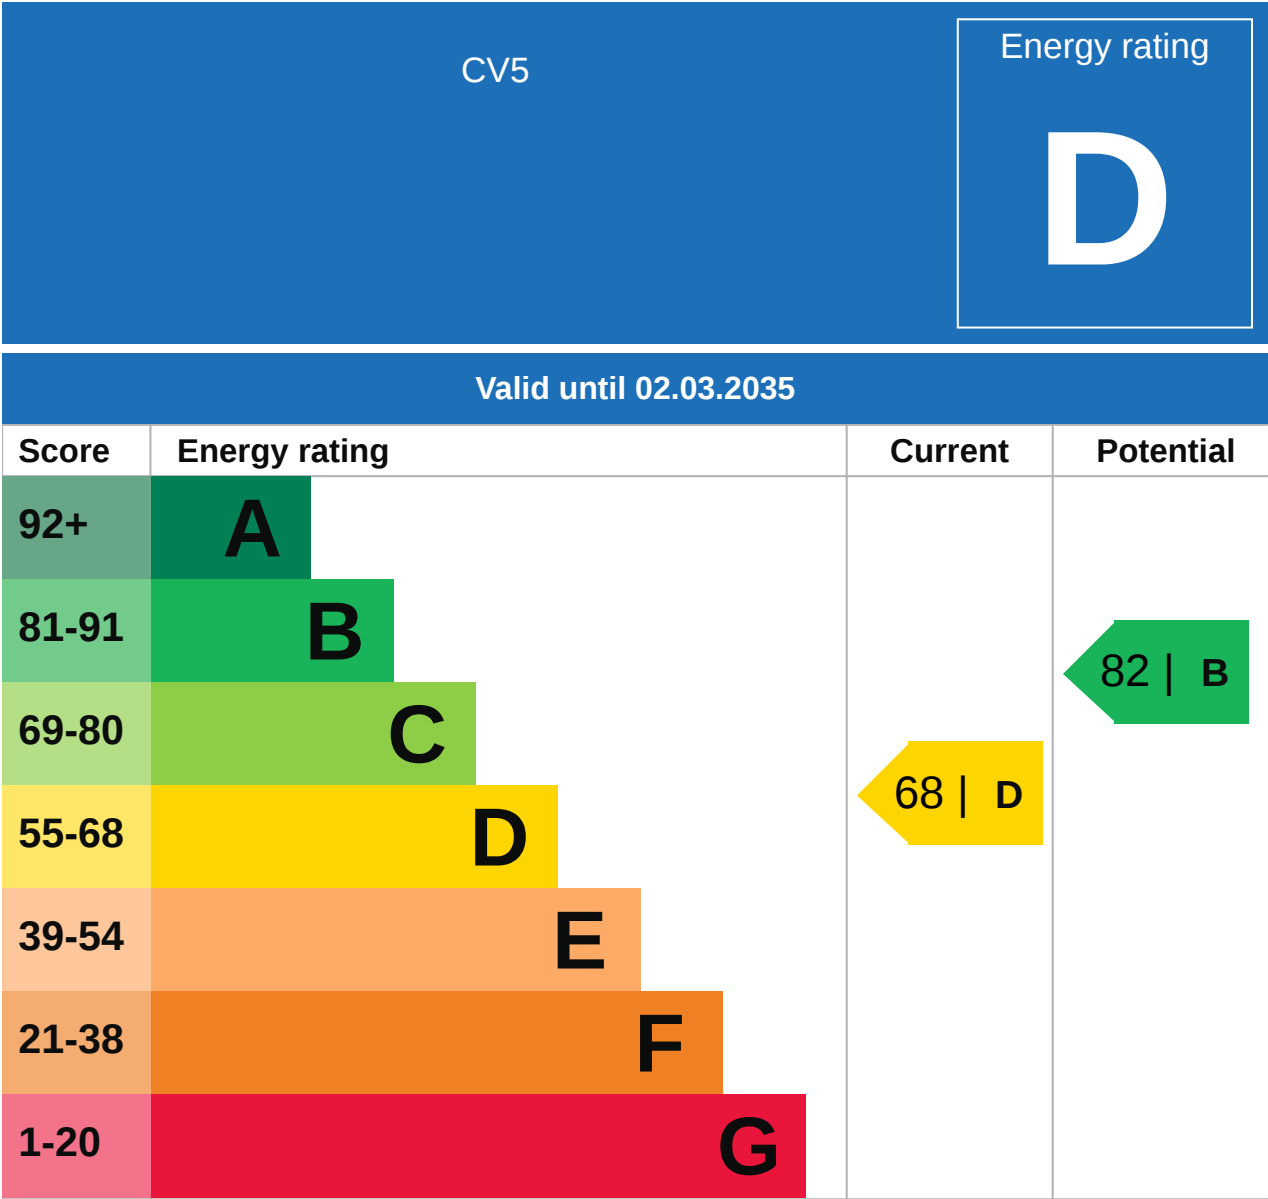 CV5
Energy rating
D
Valid until 02.03.2035
Score Energy rating Current Potential
92+ A
81-91 B
82 | B
69-80 C
68 | D
55-68 D
39-54 E
21-38 F
1-20 G